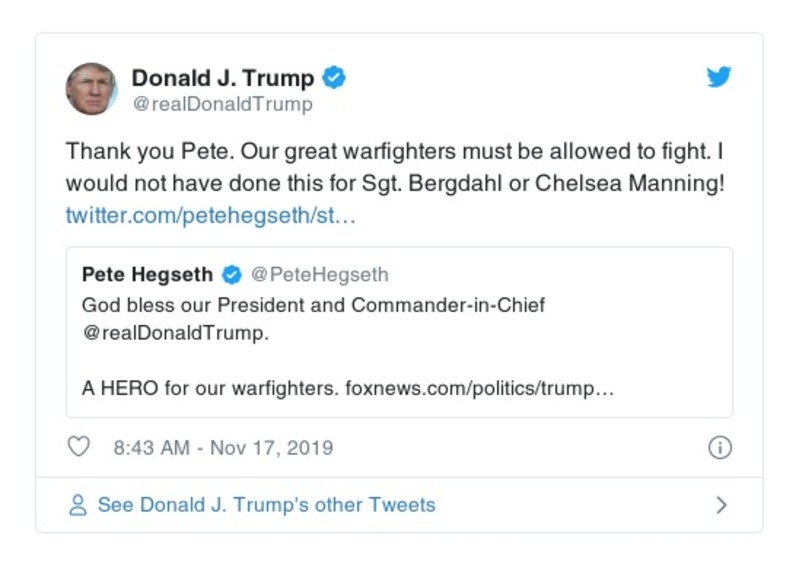 Donald J. Trump
@realDonaldTrump
Thank you Pete. Our great warfighters must be allowed to fight. I
would not have done this for Sgt. Bergdahl or Chelsea Manning!
twitter.com/petehegseth/st…
Pete Hegseth @PeteHegseth
God bless our President and Commander-in-Chief
@realDonaldTrump.
A HERO for our warfighters. foxnews.com/politics/trump…
8:43 AM - Nov 17, 2019
See Donald J. Trump's other Tweets